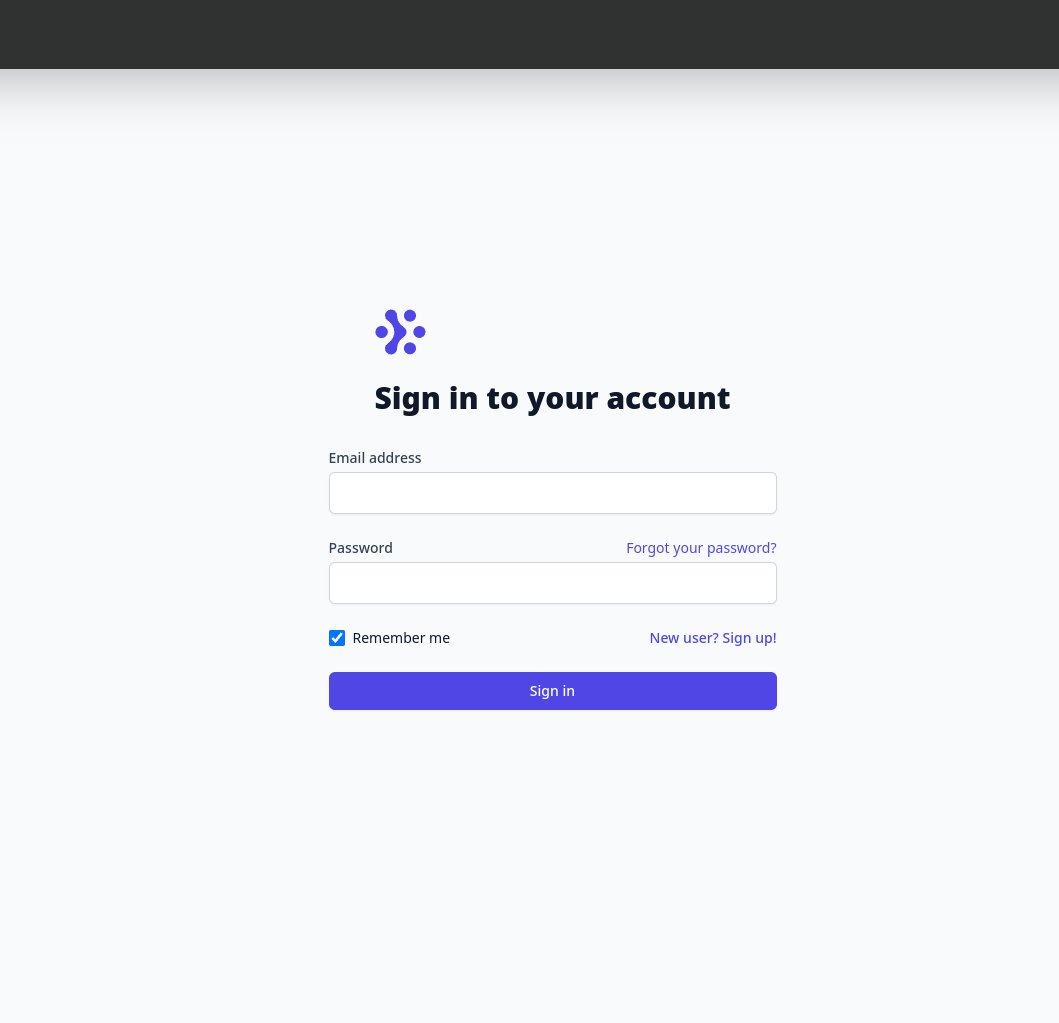 Sign in to your account
Email address
Password
Forgot your password?
Remember me
New user? Sign up!
Sign in